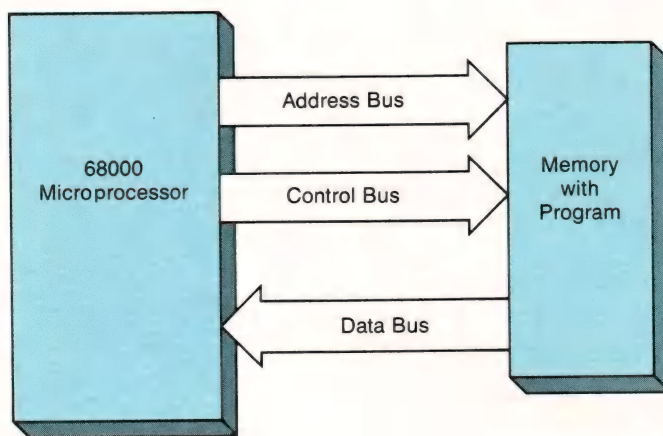 68000
Microprocessor
Address Bus
Control Bus
Data Bus
Memory
with
Program